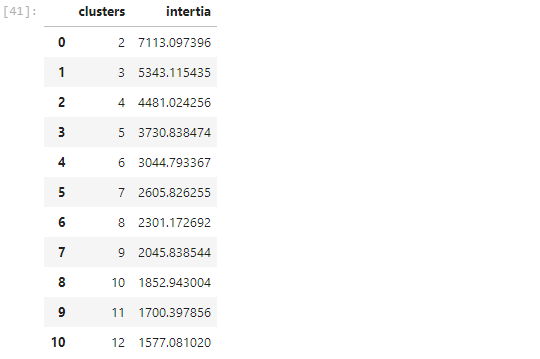 [41]: clusters intertia
0 2 7113.097396
1 3 5343.115435
2 4 4481.024256
3 5 3730.838474
4 6 3044.793367
5 7 2605.826255
6 8 2301.172692
7 9 2045.838544
8 10 1852.943004
9 11 1700.397856
10 12 1577.081020